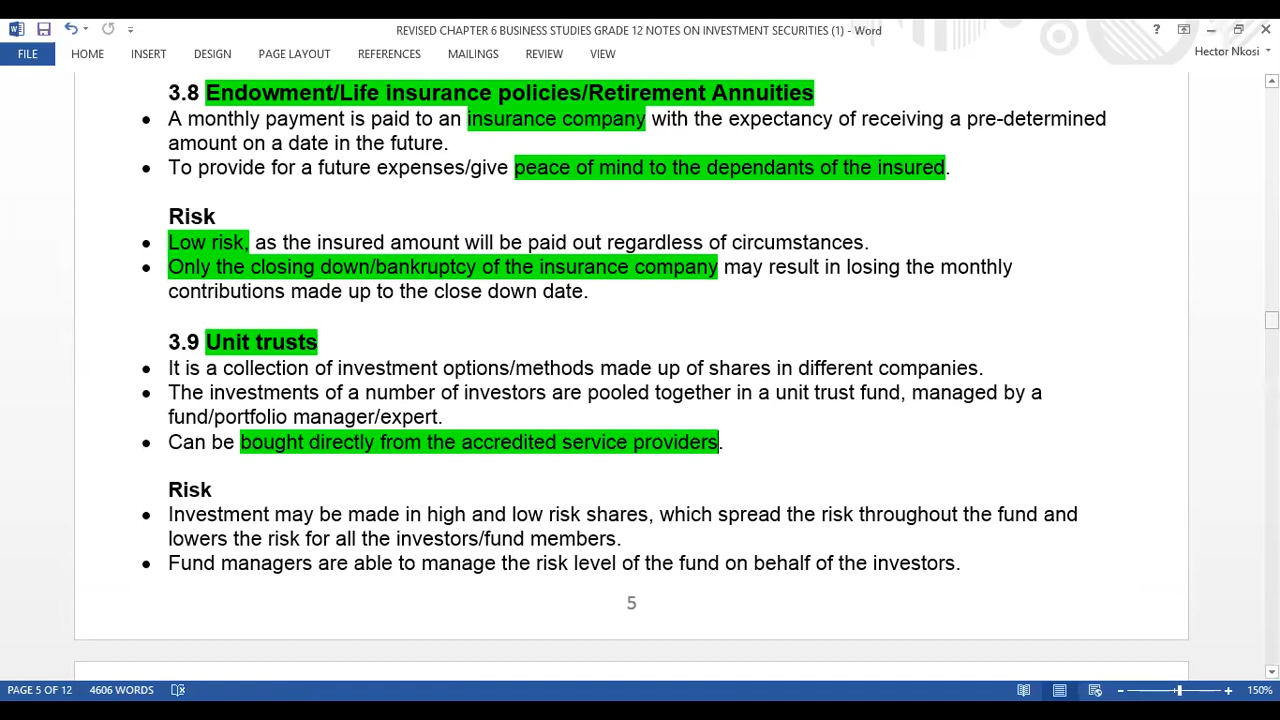 REVISED CHAPTER 6 BUSINESS STUDIES GRADE 12 NOTES ON INVESTMENT SECURITIES (1) - Word
FILE HOME INSERT DESIGN PAGE LAYOUT REFERENCES MAILINGS REVIEW VIEW Hector Nkosi
3.8 Endowment/Life insurance policies/Retirement Annuities
• A monthly payment is paid to an insurance company with the expectancy of receiving a pre-determined
amount on a date in the future.
• To provide for a future expenses/give peace of mind to the dependants of the insured.
Risk
• Low risk, as the insured amount will be paid out regardless of circumstances.
• Only the closing down/bankruptcy of the insurance company may result in losing the monthly
contributions made up to the close down date.
3.9 Unit trusts
• It is a collection of investment options/methods made up of shares in different companies.
• The investments of a number of investors are pooled together in a unit trust fund, managed by a
fund/portfolio manager/expert.
• Can be bought directly from the accredited service providers.
Risk
• Investment may be made in high and low risk shares, which spread the risk throughout the fund and
lowers the risk for all the investors/fund members.
• Fund managers are able to manage the risk level of the fund on behalf of the investors.
5
PAGE 5 OF 12 4606 WORDS 150%